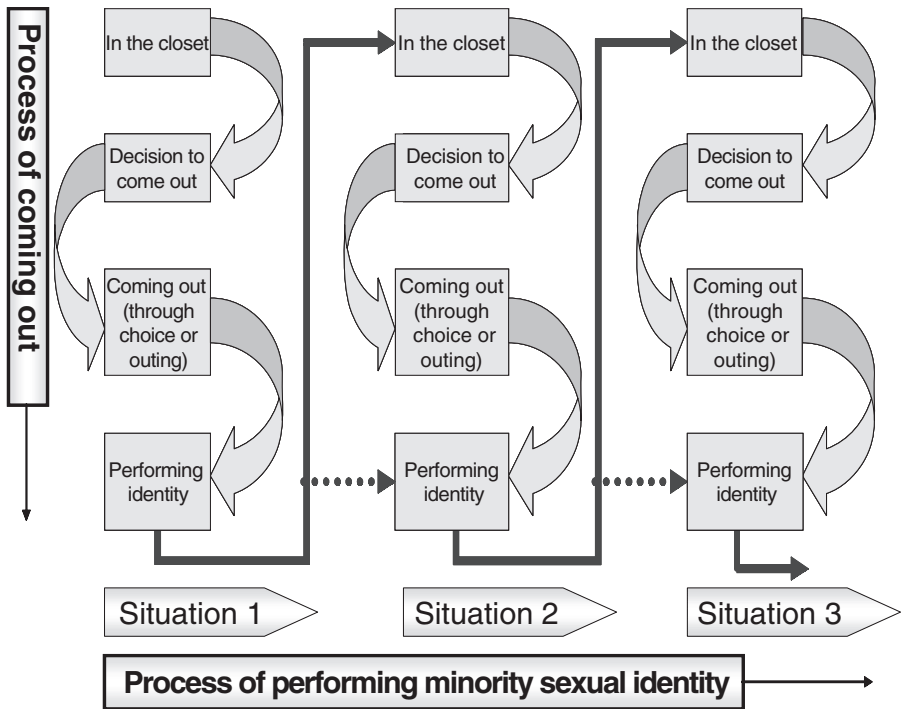 Process of coming out
In the closet
Decision to
come out
Coming out
(through
choice or
outing)
Performing
identity
Situation 1
In the closet
Decision to
come out
Coming out
(through
choice or
outing)
Performing
identity
Situation 2
In the closet
Decision to
come out
Coming out
(through
choice or
outing)
Performing
identity
Situation 3
Process of performing minority sexual identity